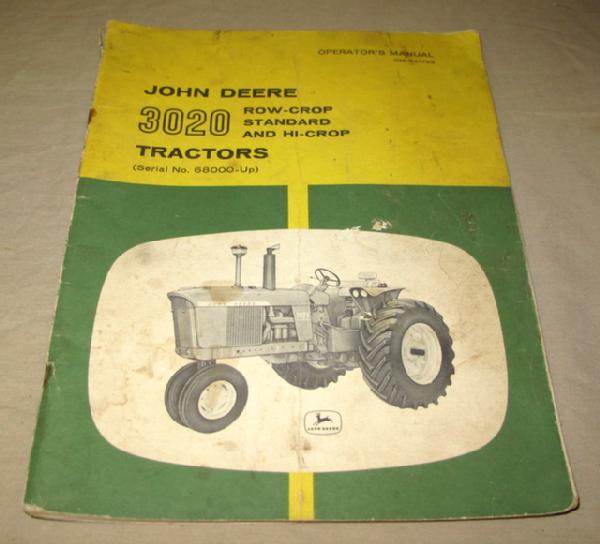 OPERATOR'S MANUAL
JOHN DEERE
3020 ROW-CROP
STANDARD
AND HI-CROP
TRACTORS
(Serial No. 68000-Up)
JOHN DEERE